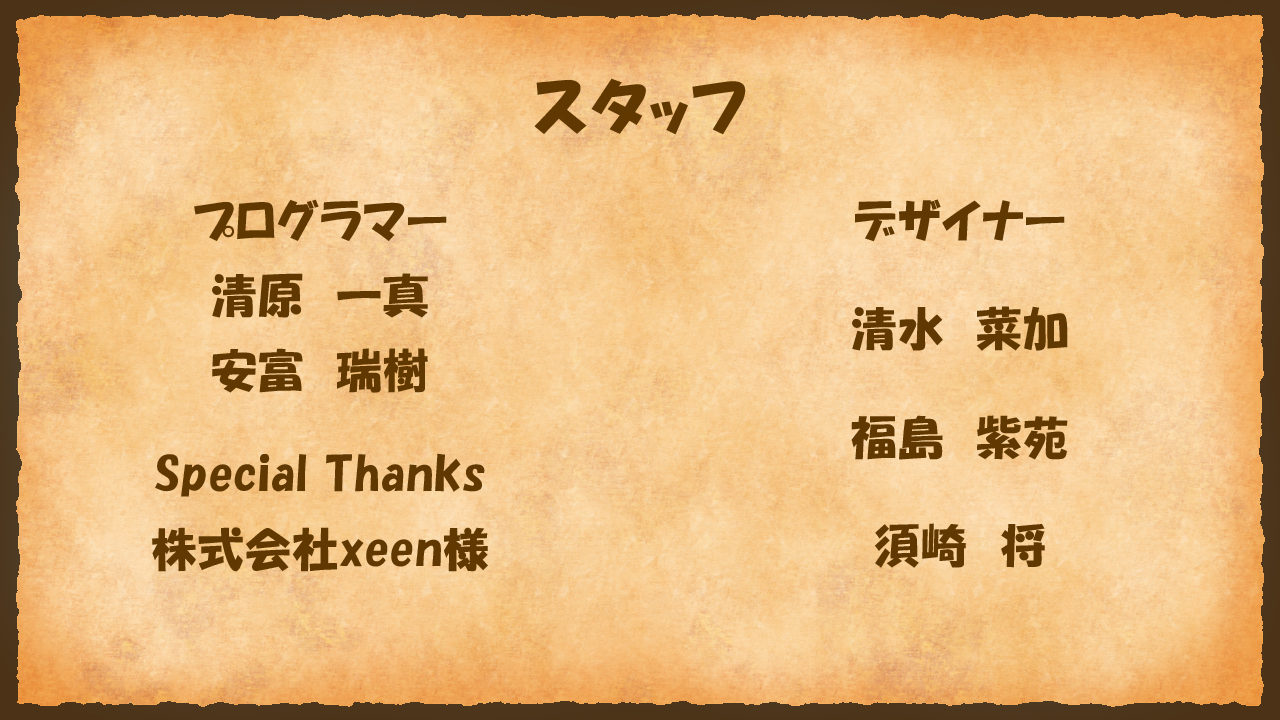 スタッフ
プログラマー
清原　一真
安富　瑞樹
Special Thanks
株式会社xeen様
デザイナー
清水　菜加
福島　紫苑
須崎　将